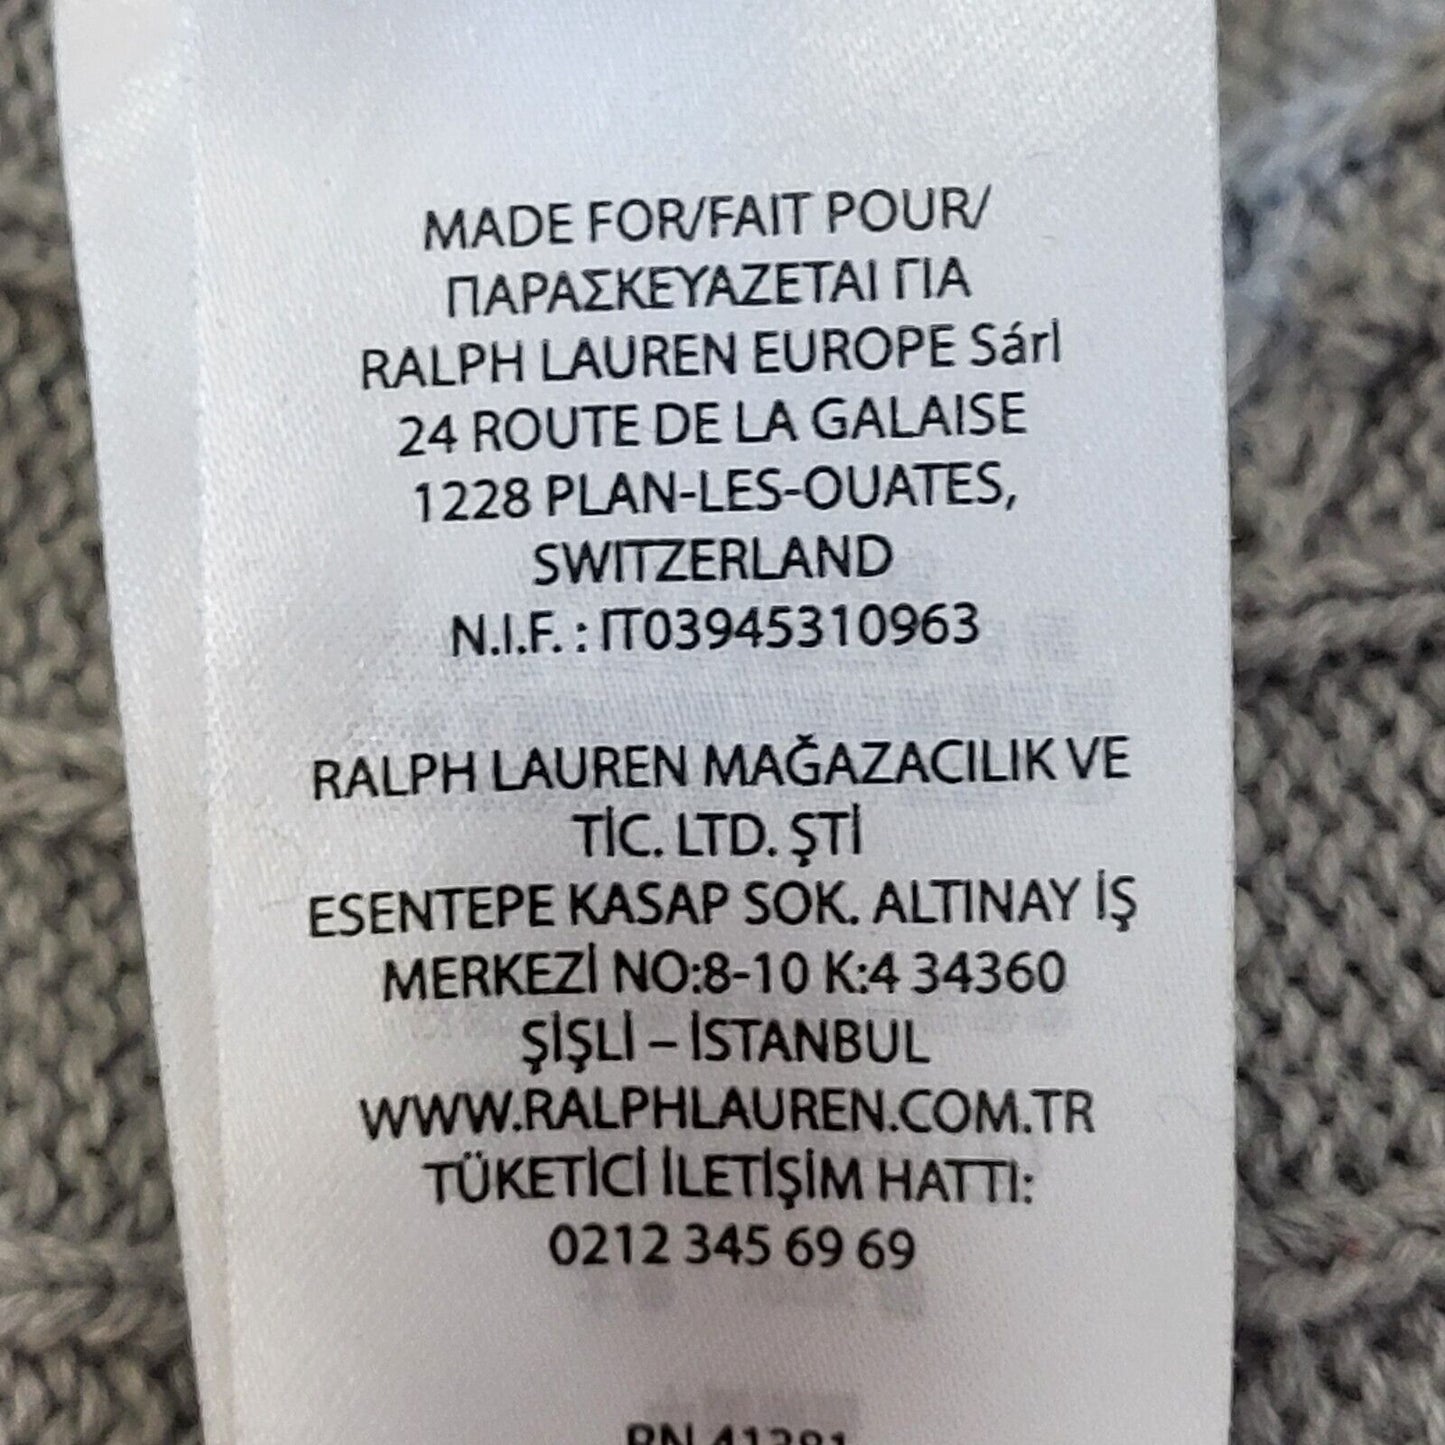 MADE FOR/FAIT POUR/
ΠΑΡΑΣΚΕΥΑΖΕΤΑΙ ΓΙΑ
RALPH LAUREN EUROPE Sárl
24 ROUTE DE LA GALAISE
1228 PLAN-LES-OUATES,
SWITZERLAND
N.I.F. : IT03945310963
RALPH LAUREN MAĞAZACILIK VE
TİC. LTD. ŞTİ
ESENTEPE KASAP SOK. ALTINAY İŞ
MERKEZİ NO:8-10 K:4 34360
ŞİŞLİ – İSTANBUL
WWW.RALPHLAUREN.COM.TR
TÜKETİCİ İLETİŞİM HATTI:
0212 345 69 69
RN 41381